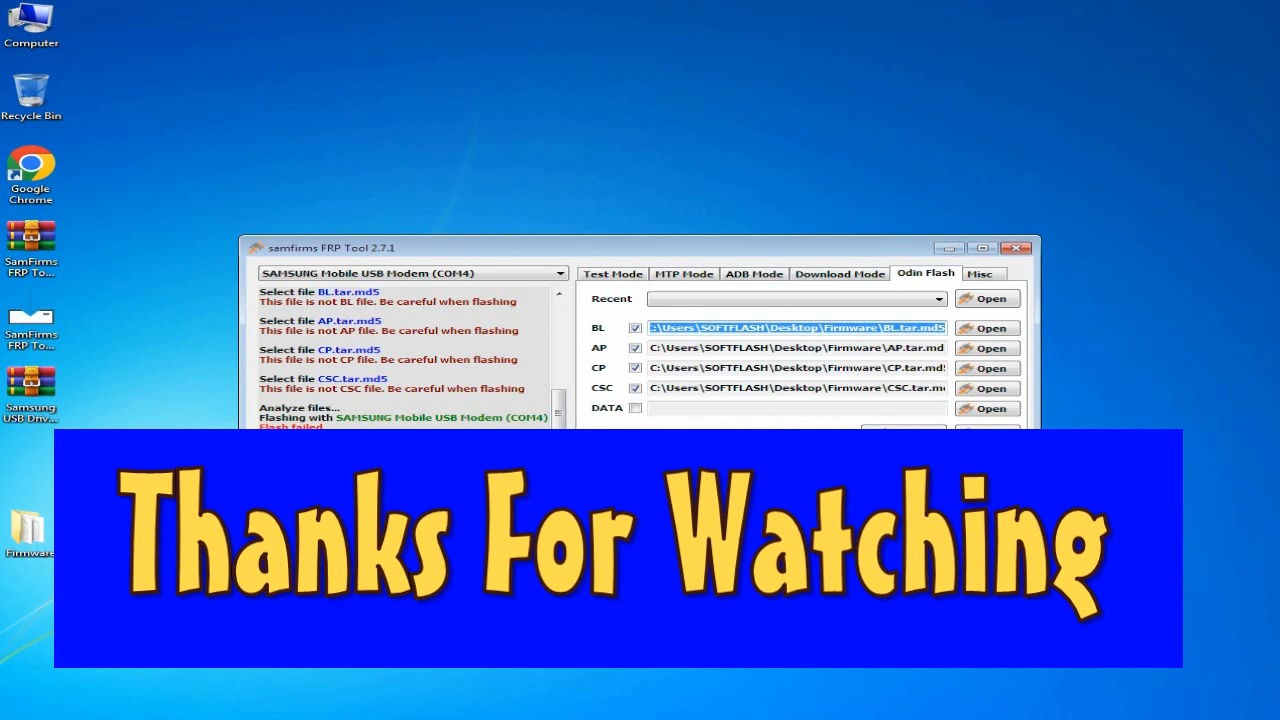 Computer
Recycle Bin
Google
Chrome
SamFirms
FRP To...
SamFirms
FRP To...
Samsung
USB Driv...
Firmware
samfirms FRP Tool 2.7.1
SAMSUNG Mobile USB Modem (COM4)
Select file BL.tar.md5
This file is not BL file. Be careful when flashing
Select file AP.tar.md5
This file is not AP file. Be careful when flashing
Select file CP.tar.md5
This file is not CP file. Be careful when flashing
Select file CSC.tar.md5
This file is not CSC file. Be careful when flashing
Analyze files...
Flashing with SAMSUNG Mobile USB Modem (COM4)
Flash failed
Test Mode MTP Mode ADB Mode Download Mode Odin Flash Misc
Recent Open
BL :\Users\SOFTFLASH\Desktop\Firmware\BL.tar.md5 Open
AP C:\Users\SOFTFLASH\Desktop\Firmware\AP.tar.md Open
CP C:\Users\SOFTFLASH\Desktop\Firmware\CP.tar.md5 Open
CSC C:\Users\SOFTFLASH\Desktop\Firmware\CSC.tar.m Open
DATA Open
Thanks For Watching